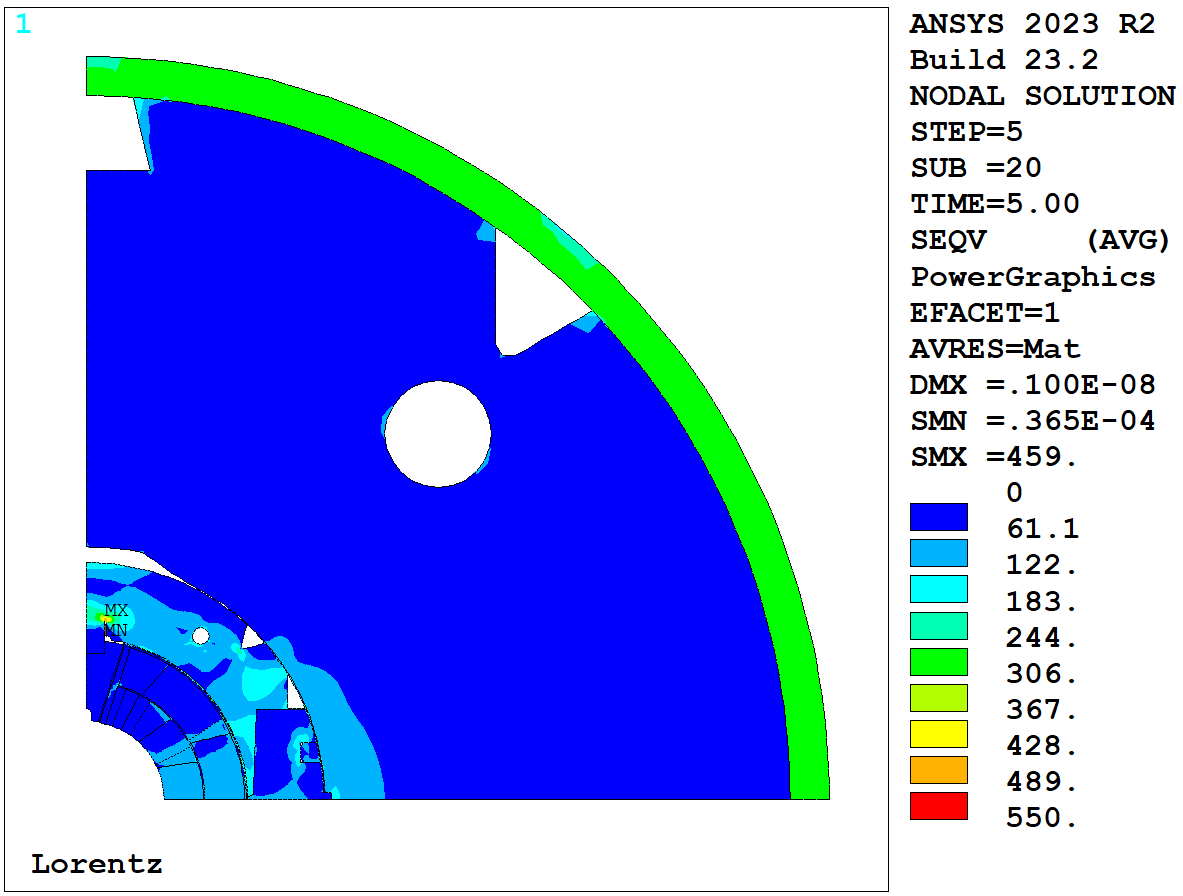 1
ANSYS 2023 R2
Build 23.2
NODAL SOLUTION
STEP=5
SUB =20
TIME=5.00
SEQV (AVG)
PowerGraphics
EFACET=1
AVRES=Mat
DMX =.100E-08
SMN =.365E-04
SMX =459.
0
61.1
122.
183.
244.
306.
367.
428.
489.
550.
MX
MN
Lorentz